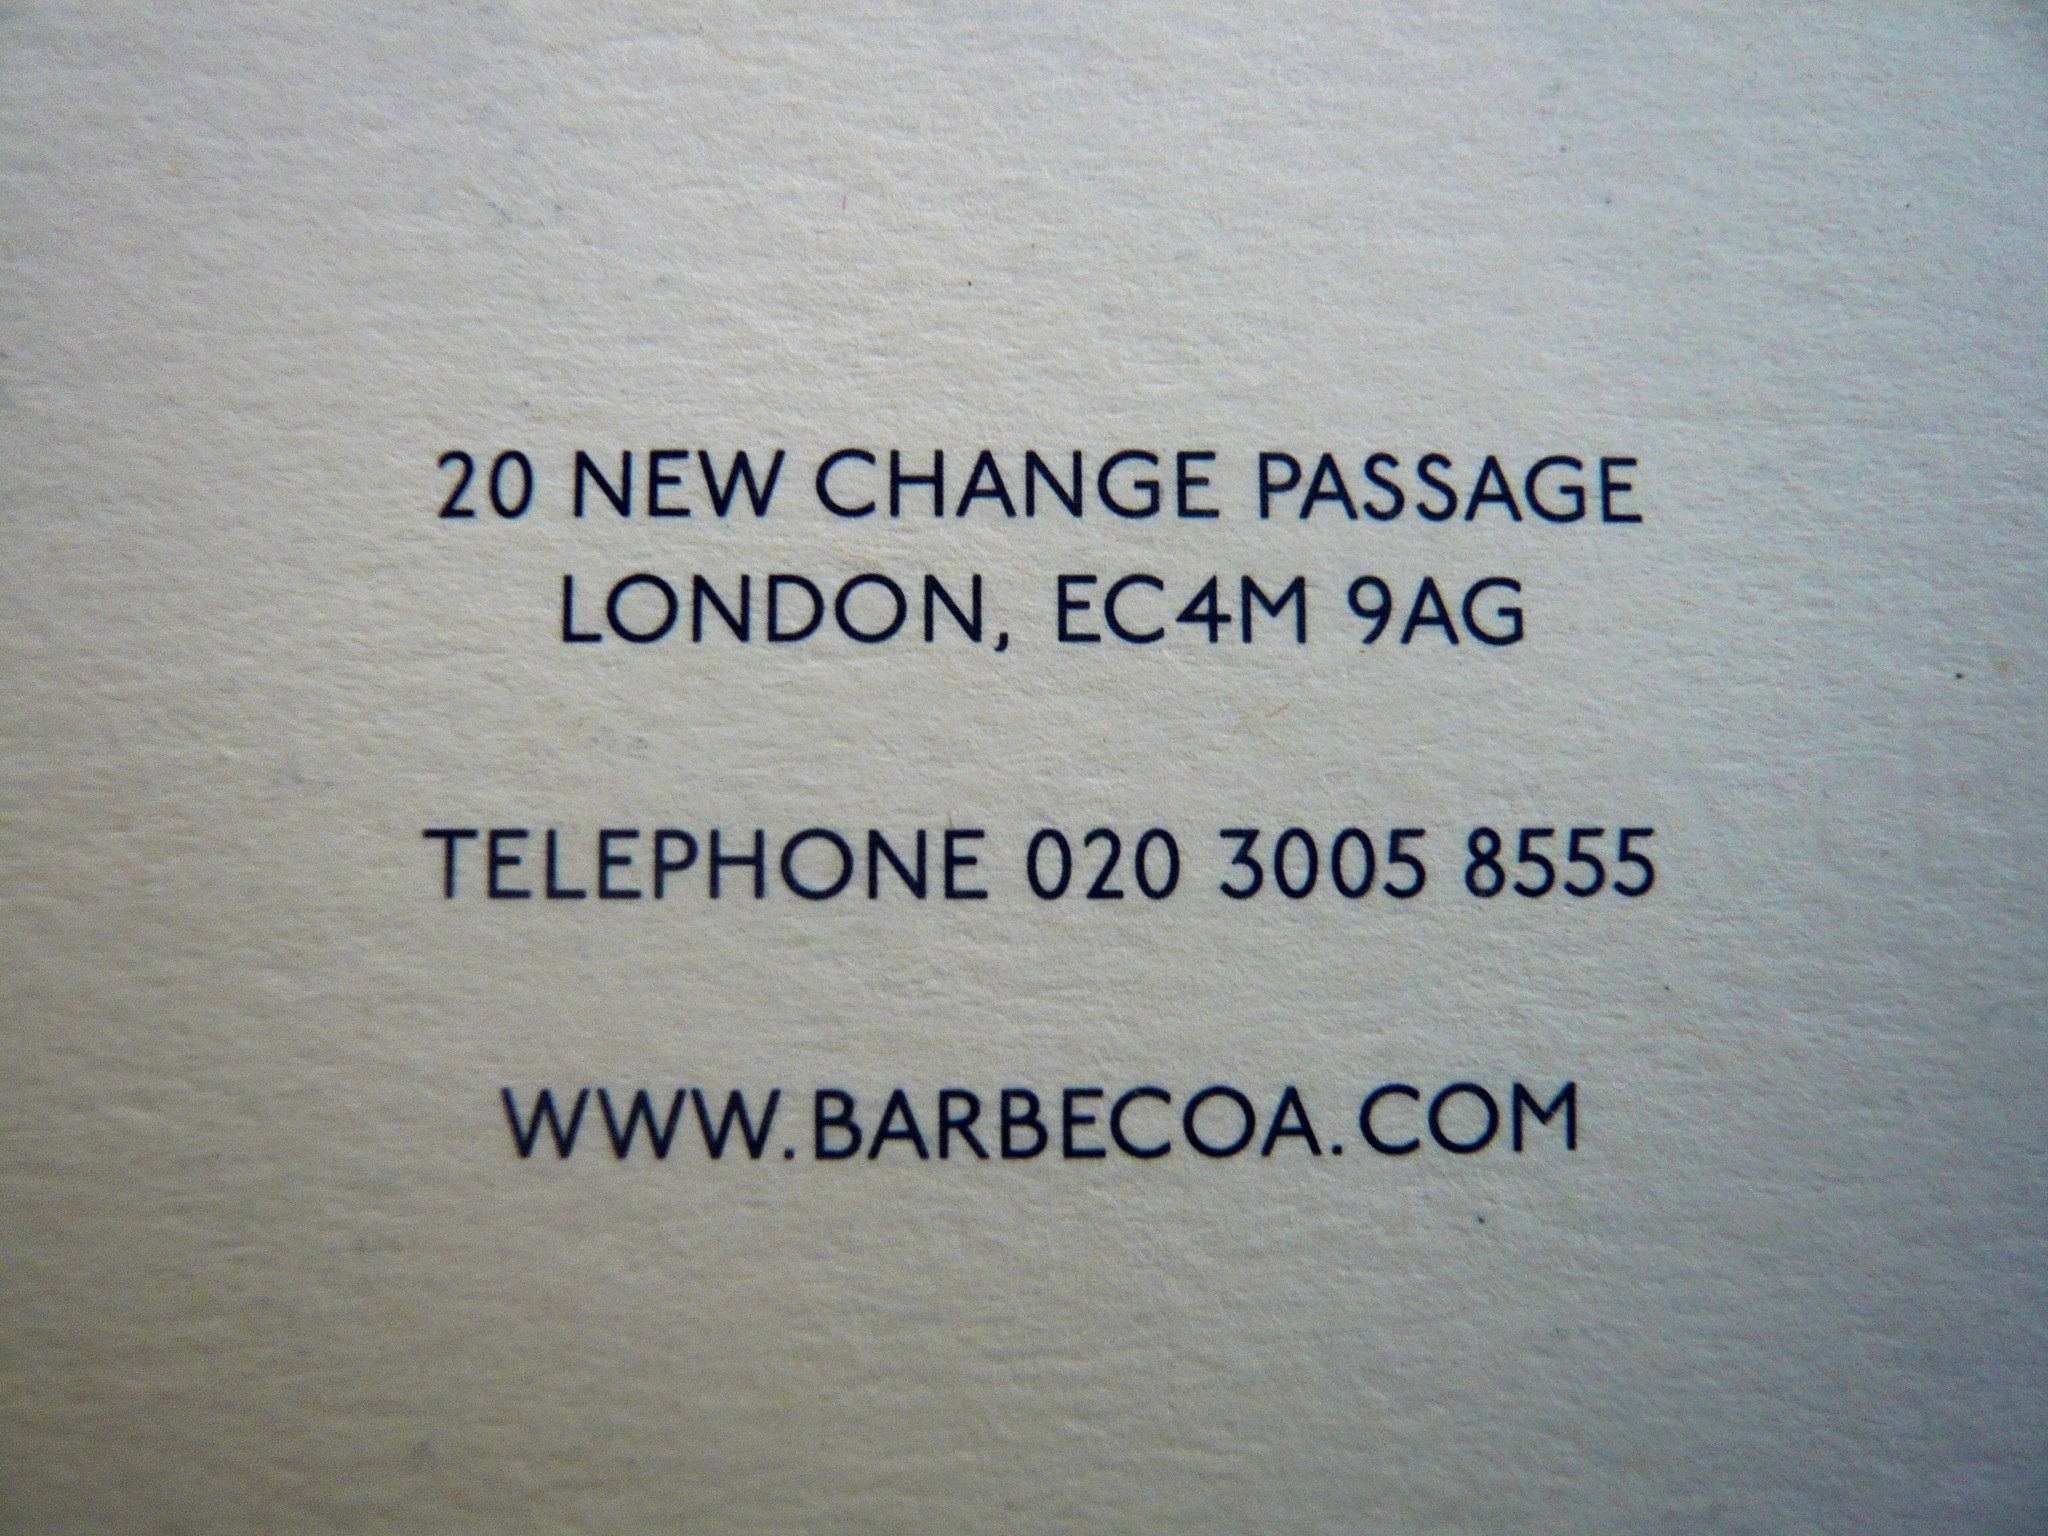 20 NEW CHANGE PASSAGE
LONDON, EC4M 9AG
TELEPHONE 020 3005 8555
WWW.BARBECOA.COM